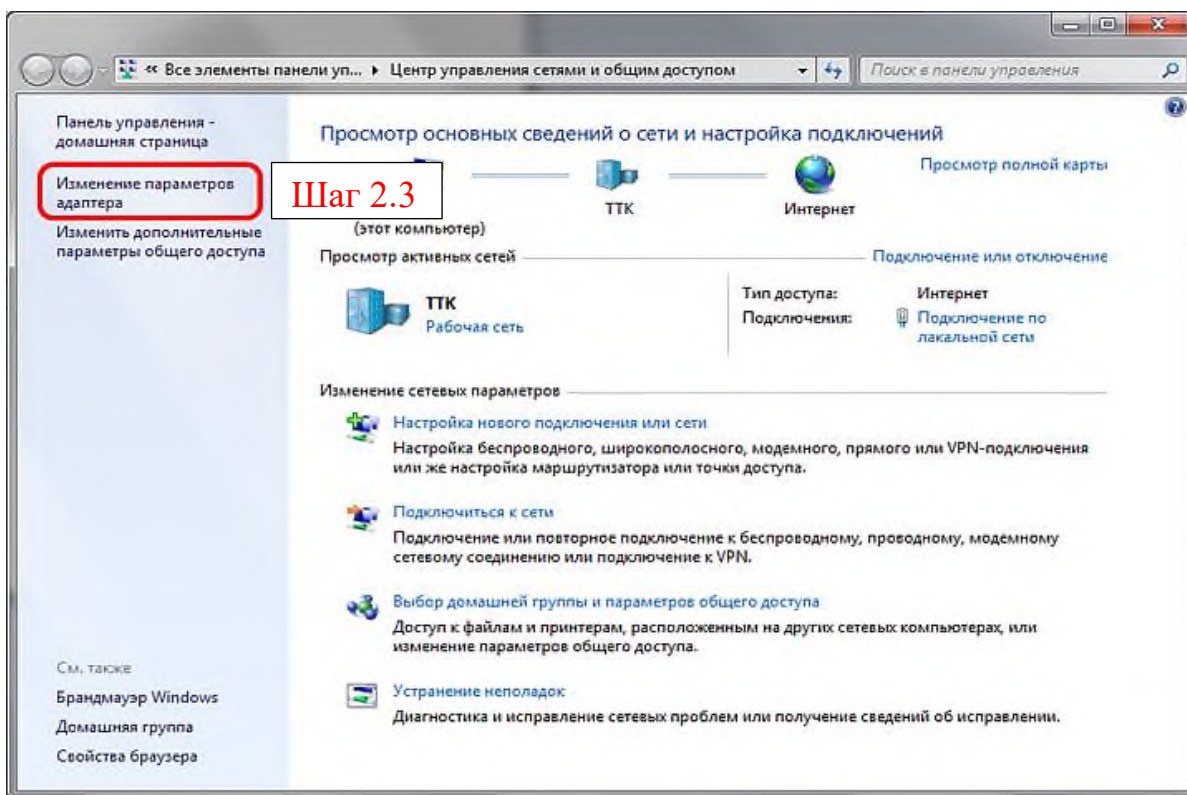 « Все элементы панели уп... ▸ Центр управления сетями и общим доступом
Поиск в панели управления
Панель управления -
домашняя страница
Изменение параметров
адаптера
Изменить дополнительные
параметры общего доступа
Шаг 2.3
Просмотр основных сведений о сети и настройка подключений
Просмотр полной карты
ТТК
Интернет
(этот компьютер)
Просмотр активных сетей
Подключение или отключение
ТТК
Рабочая сеть
Тип доступа: Интернет
Подключения: Подключение по
лакальной сети
Изменение сетевых параметров
Настройка нового подключения или сети
Настройка беспроводного, широкополосного, модемного, прямого или VPN-подключения
или же настройка маршрутизатора или точки доступа.
Подключиться к сети
Подключение или повторное подключение к беспроводному, проводному, модемному
сетевому соединению или подключение к VPN.
Выбор домашней группы и параметров общего доступа
Доступ к файлам и принтерам, расположенным на других сетевых компьютерах, или
изменение параметров общего доступа.
Устранение неполадок
Диагностика и исправление сетевых проблем или получение сведений об исправлении.
См. также
Брандмауэр Windows
Домашняя группа
Свойства браузера